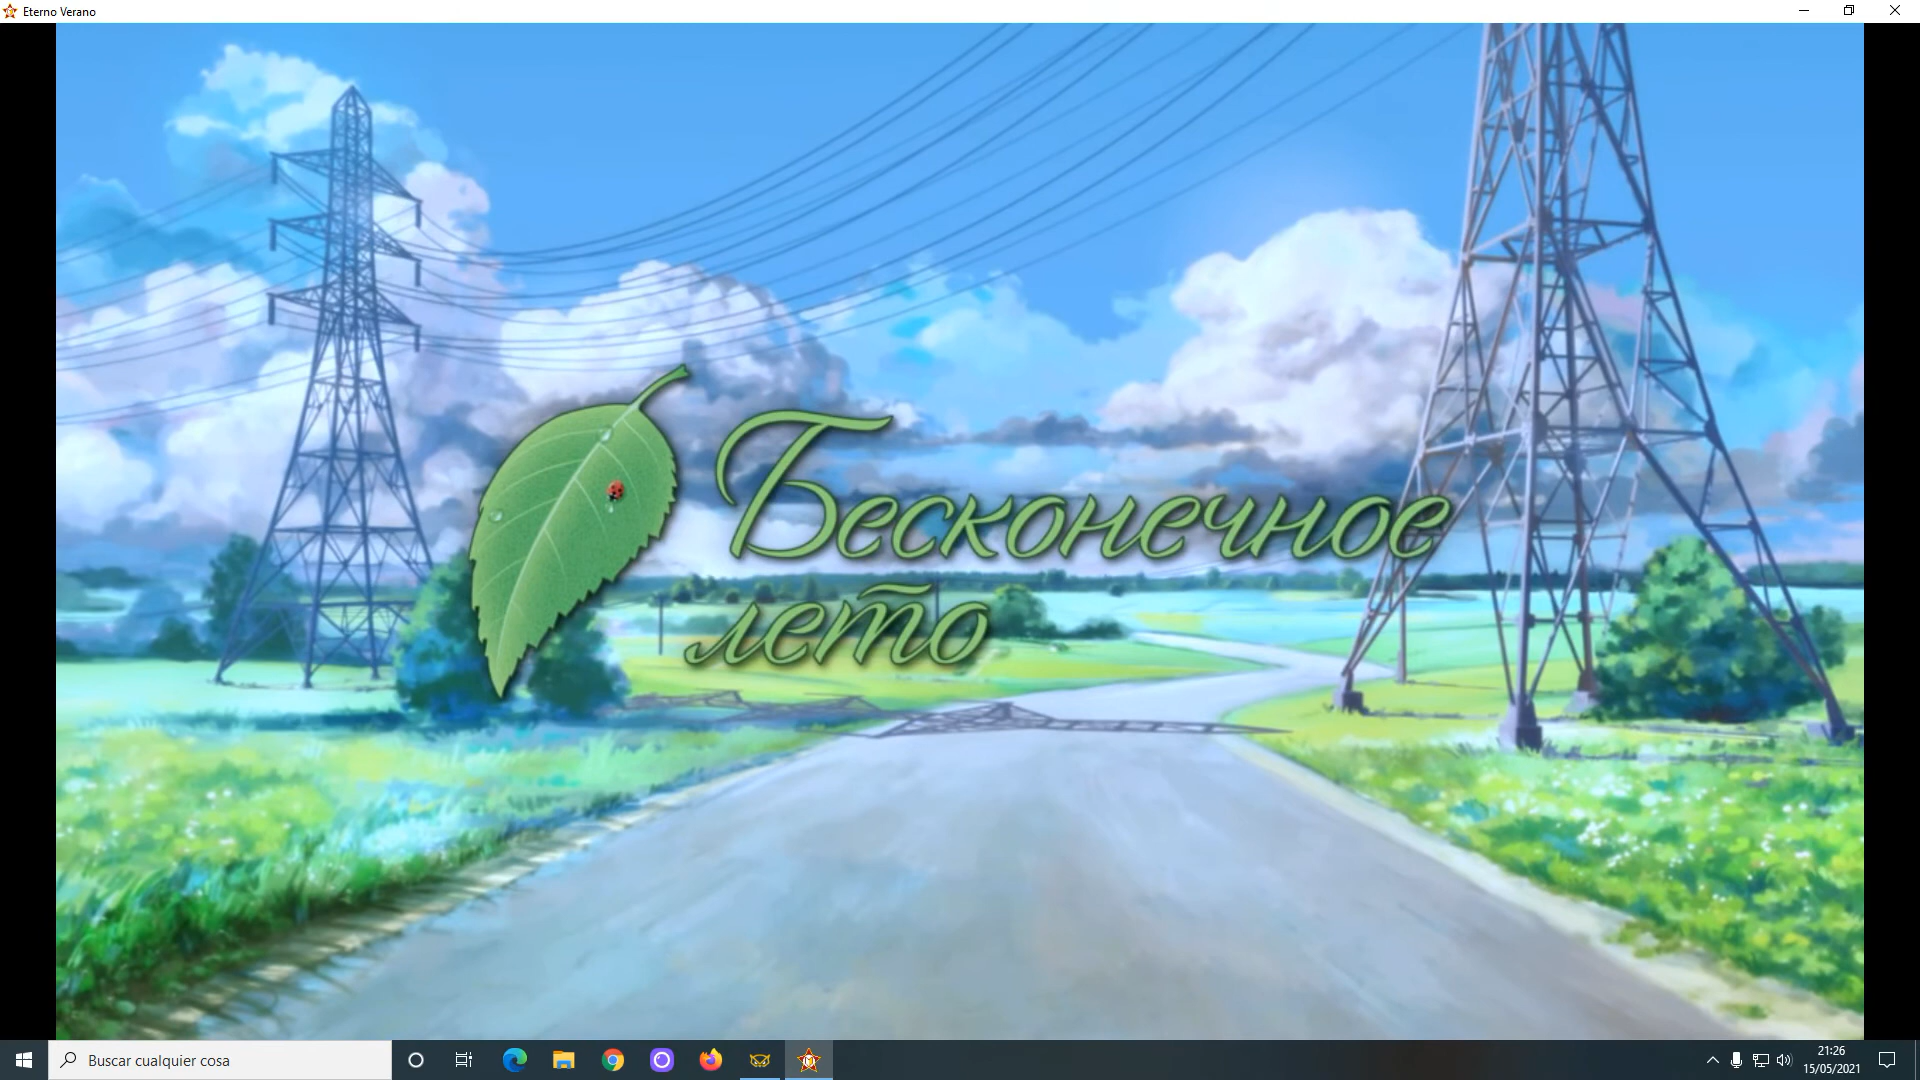 Eterno Verano
Бесконечное
лето
Buscar cualquier cosa
21:26
15/05/2021